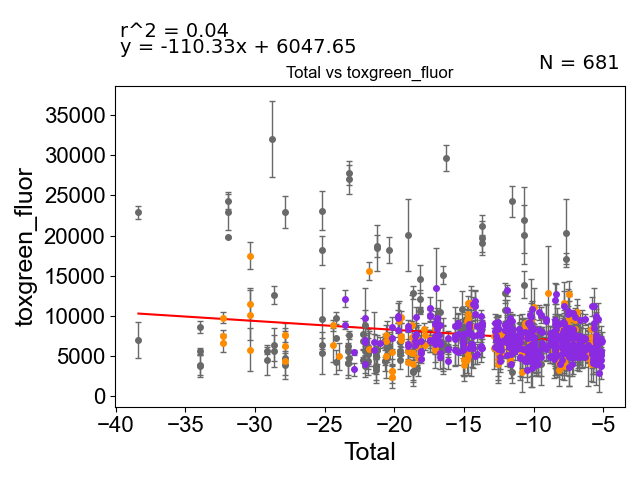 r^2 = 0.04
y = -110.33x + 6047.65
N = 681
Total vs toxgreen_fluor
35000
30000
25000
20000
15000
10000
5000
0
toxgreen_fluor
−40 −35 −30 −25 −20 −15 −10 −5
Total